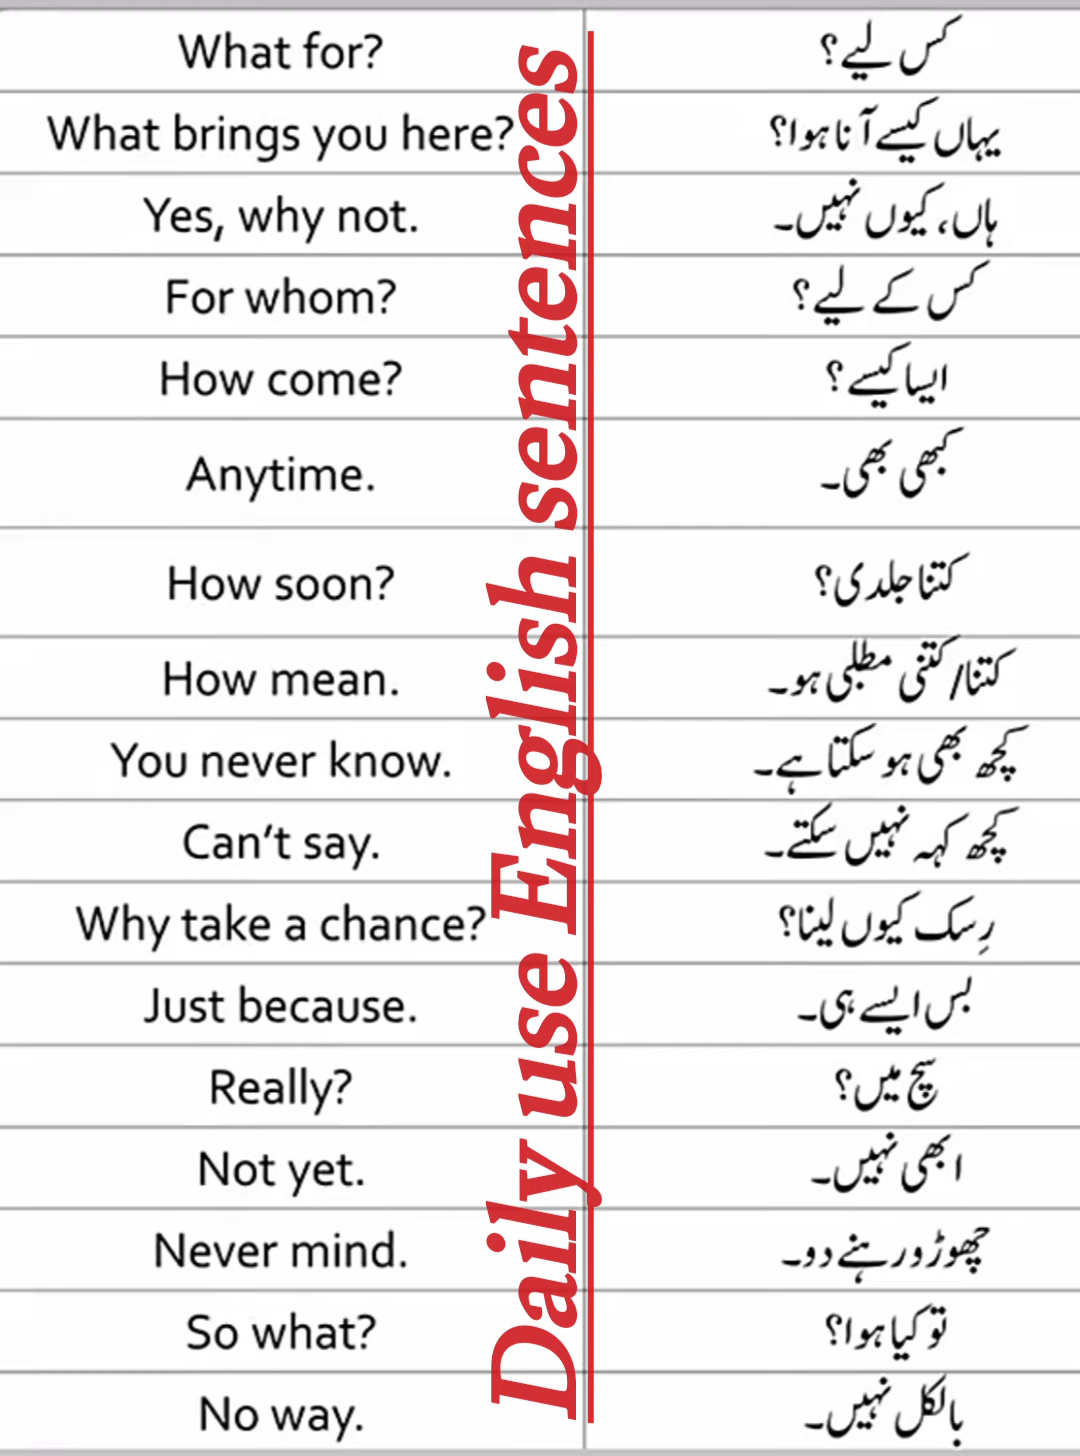 What for? کس لیے؟
What brings you here? یہاں کیسے آنا ہوا؟
Yes, why not. ہاں، کیوں نہیں۔
For whom? کس کے لیے؟
How come? ایسا کیسے؟
Anytime. کبھی بھی۔
How soon? کتنا جلدی؟
How mean. کتنا/کتنی مطلبی ہو۔
You never know. کچھ بھی ہو سکتا ہے۔
Can't say. کچھ کہہ نہیں سکتے۔
Why take a chance? رِسک کیوں لینا؟
Just because. بس ایسے ہی۔
Really? سچ میں؟
Not yet. ابھی نہیں۔
Never mind. چھوڑو رہنے دو۔
So what? تو کیا ہوا؟
No way. بالکل نہیں۔
Daily use English sentences